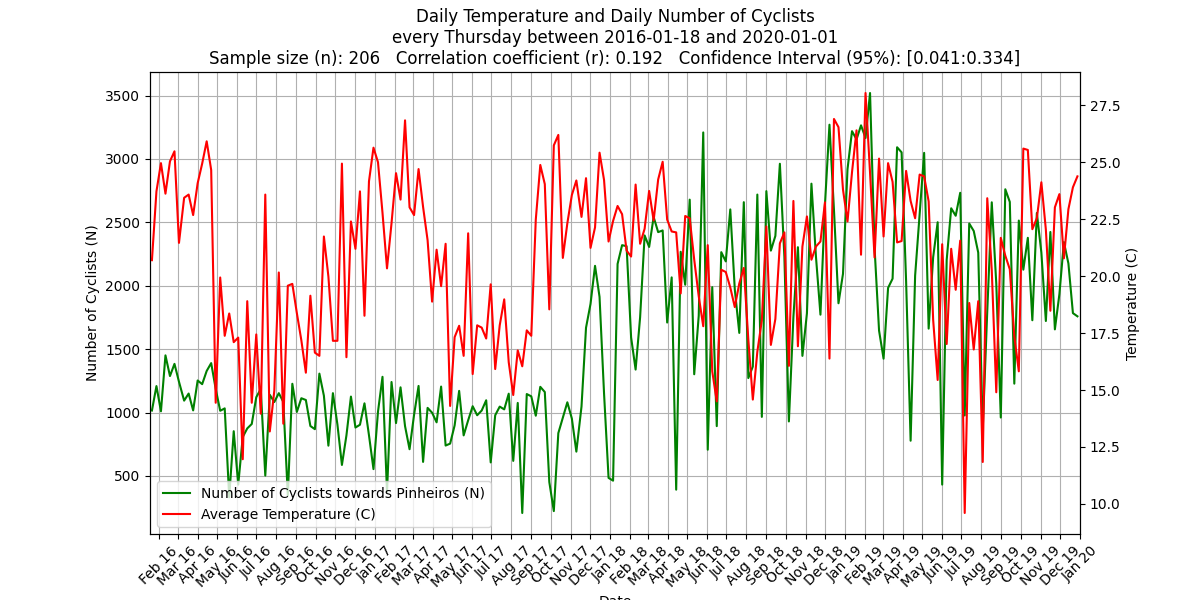 Daily Temperature and Daily Number of Cyclists
every Thursday between 2016-01-18 and 2020-01-01
Sample size (n): 206   Correlation coefficient (r): 0.192   Confidence Interval (95%): [0.041:0.334]
3500
3000
2500
2000
1500
1000
500
Number of Cyclists (N)
27.5
25.0
22.5
20.0
17.5
15.0
12.5
10.0
Temperature (C)
Number of Cyclists towards Pinheiros (N)
Average Temperature (C)
Feb 16
Mar 16
Apr 16
May 16
Jun 16
Jul 16
Aug 16
Sep 16
Oct 16
Nov 16
Dec 16
Jan 17
Feb 17
Mar 17
Apr 17
May 17
Jun 17
Jul 17
Aug 17
Sep 17
Oct 17
Nov 17
Dec 18
Jan 18
Feb 18
Mar 18
Apr 18
May 18
Jun 18
Jul 18
Aug 18
Sep 18
Oct 18
Nov 18
Dec 18
Jan 19
Feb 19
Mar 19
Apr 19
May 19
Jun 19
Jul 19
Aug 19
Sep 19
Oct 19
Nov 19
Dec 19
Jan 20
Date